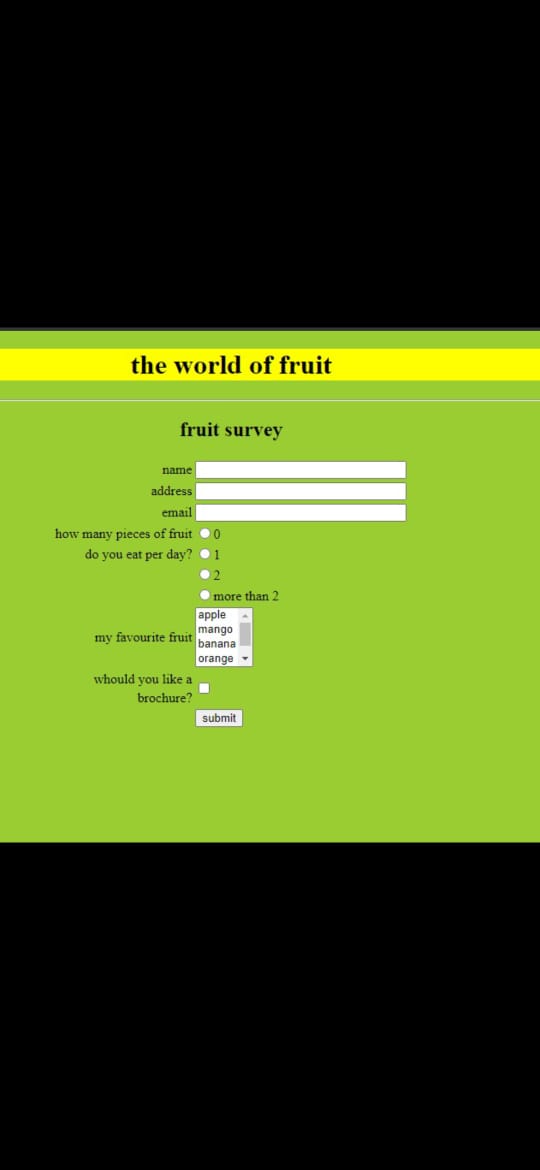 the world of fruit
fruit survey
name
address
email
how many pieces of fruit
do you eat per day?
0
1
2
more than 2
my favourite fruit
apple
mango
banana
orange
whould you like a
brochure?
submit